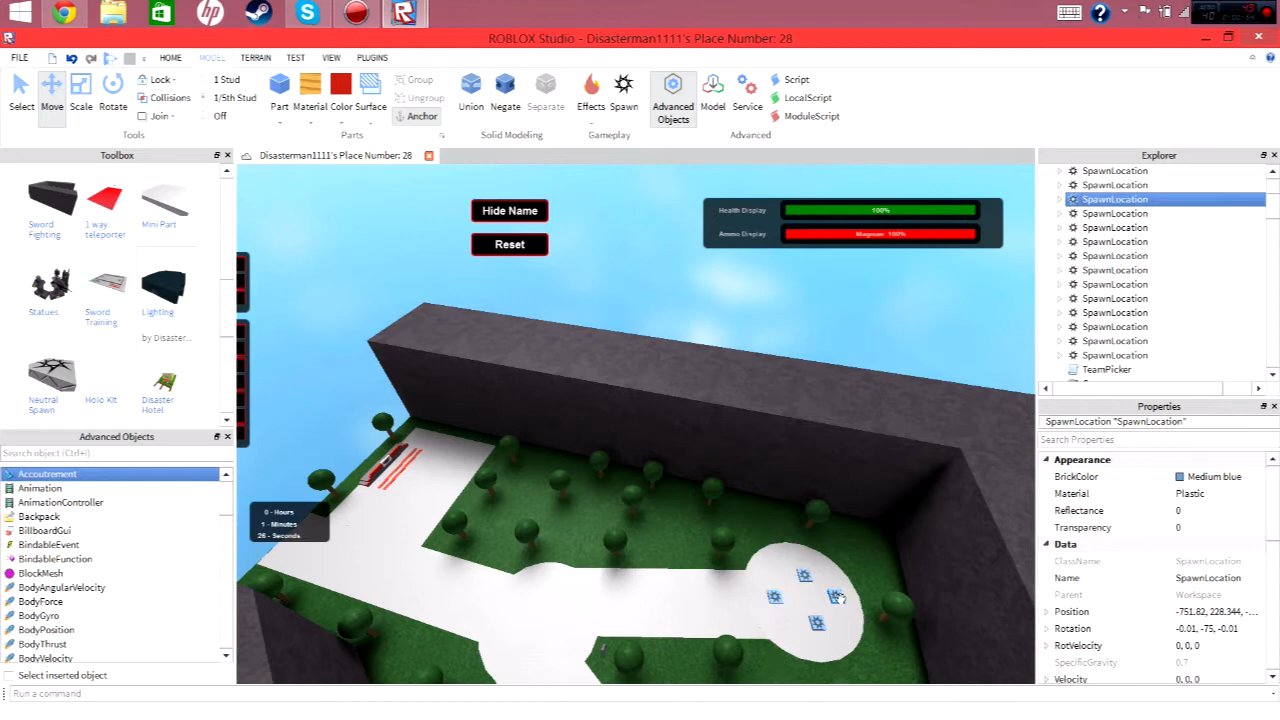 ROBLOX Studio - Disasterman1111's Place Number: 28
40 43 0:00:54
FILE HOME MODEL TERRAIN TEST VIEW PLUGINS
Select Move Scale Rotate
Lock -
Collisions
Join -
1 Stud
1/5th Stud
Off
Part Material Color Surface
Group
Ungroup
Anchor
Union Negate Separate
Effects Spawn
Advanced Objects
Model Service
Script
LocalScript
ModuleScript
Tools Parts Solid Modeling Gameplay Advanced
Toolbox
Disasterman1111's Place Number: 28
Explorer
Sword Fighting
1 way teleporter
Mini Part
Statues
Sword Training
Lighting
by Disaster..
Neutral Spawn
Holo Kit
Disaster Hotel
Advanced Objects
Search object (Ctrl+I)
Accoutrement
Animation
AnimationController
Backpack
BillboardGui
BindableEvent
BindableFunction
BlockMesh
BodyAngularVelocity
BodyForce
BodyGyro
BodyPosition
BodyThrust
BodyVelocity
Select inserted object
Run a command
Hide Name
Reset
Health Display 100%
Ammo Display Magnum: 100%
0 - Hours
1 - Minutes
26 - Seconds
SpawnLocation
SpawnLocation
SpawnLocation
SpawnLocation
SpawnLocation
SpawnLocation
SpawnLocation
SpawnLocation
SpawnLocation
SpawnLocation
SpawnLocation
SpawnLocation
SpawnLocation
SpawnLocation
TeamPicker
Properties
SpawnLocation "SpawnLocation"
Search Properties
Appearance
BrickColor Medium blue
Material Plastic
Reflectance 0
Transparency 0
Data
ClassName SpawnLocation
Name SpawnLocation
Parent Workspace
Position -751.82, 228.344, -...
Rotation -0.01, -75, -0.01
RotVelocity 0, 0, 0
SpecificGravity 0.7
Velocity 0, 0, 0